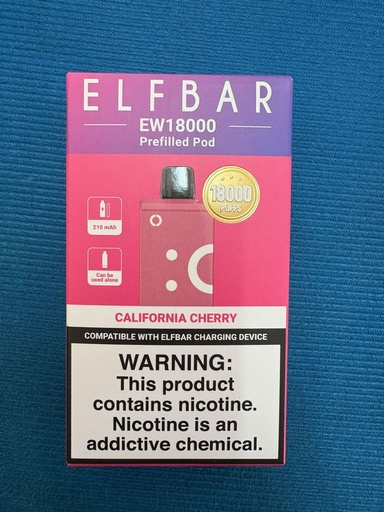 ELFBAR
EW18000
Prefilled Pod
18000
PUFFS
210 mAh
Can be
used alone
CALIFORNIA CHERRY
COMPATIBLE WITH ELFBAR CHARGING DEVICE
WARNING:
This product
contains nicotine.
Nicotine is an
addictive chemical.